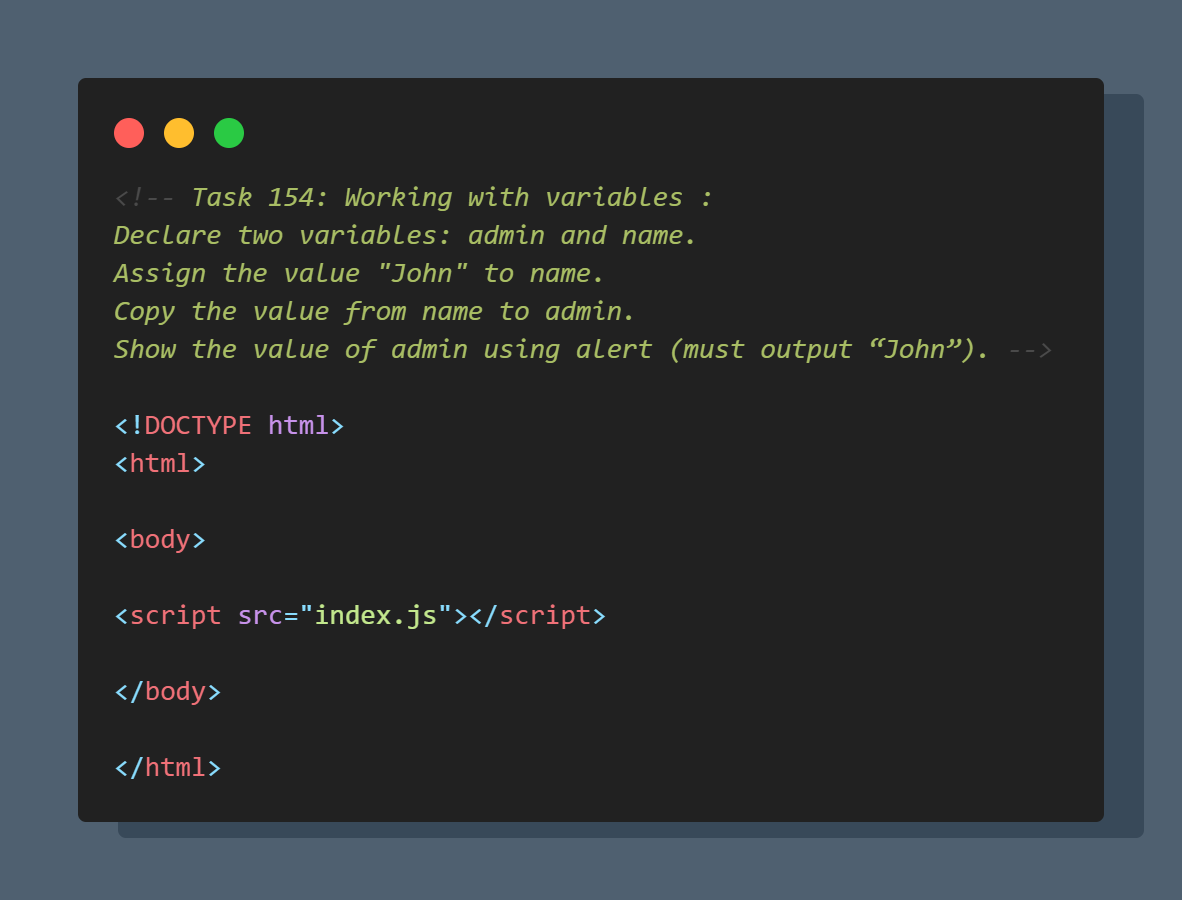 <!-- Task 154: Working with variables :
Declare two variables: admin and name.
Assign the value "John" to name.
Copy the value from name to admin.
Show the value of admin using alert (must output “John”). -->
<!DOCTYPE html>
<html>
<body>
<script src="index.js"></script>
</body>
</html>